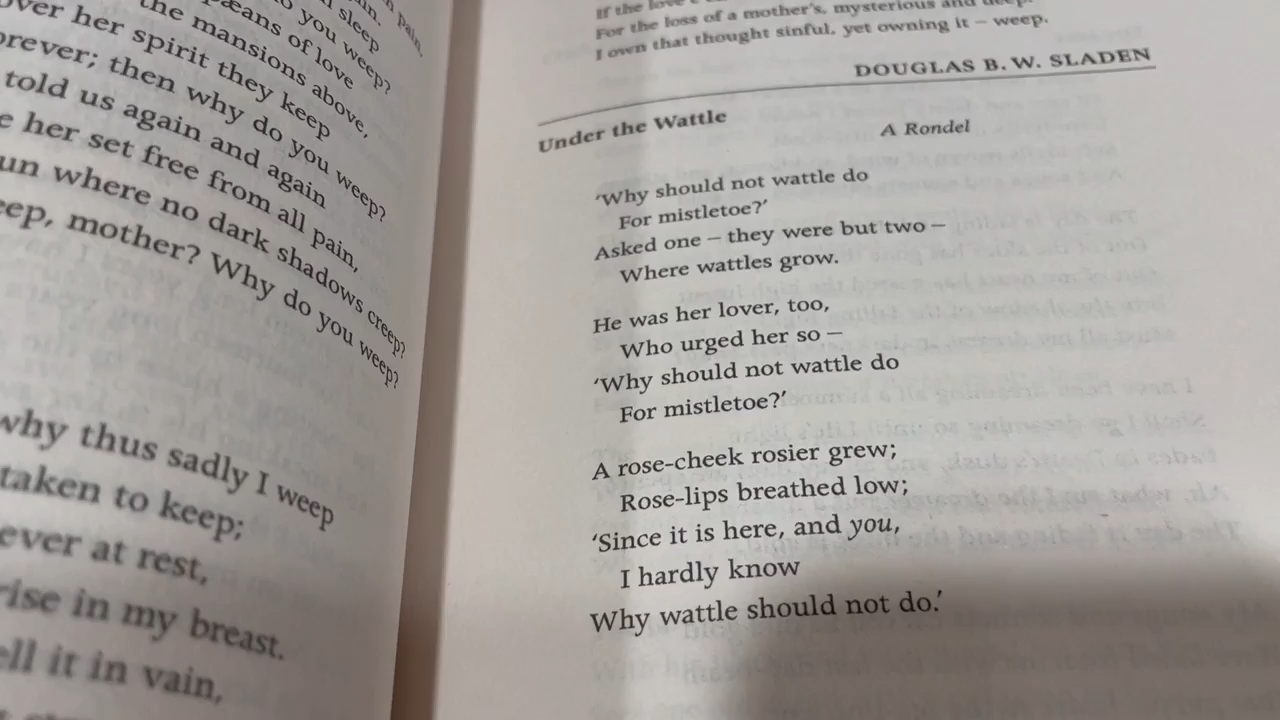 pain.
sleep
you weep?
pæans of love
the mansions above,
over her spirit they keep
then why do you weep?
told us again and again
her set free from all pain,
where no dark shadows creep?
mother? Why do you weep?
why thus sadly I weep
taken to keep;
ever at rest,
rise in my breast.
it in vain,
If the love
For the loss of a mother's, mysterious and deep.
I own that thought sinful, yet owning it – weep.
DOUGLAS B. W. SLADEN
Under the Wattle
A Rondel
‘Why should not wattle do
For mistletoe?’
Asked one – they were but two –
Where wattles grow.
He was her lover, too,
Who urged her so –
‘Why should not wattle do
For mistletoe?’
A rose-cheek rosier grew;
Rose-lips breathed low;
‘Since it is here, and you,
I hardly know
Why wattle should not do.’